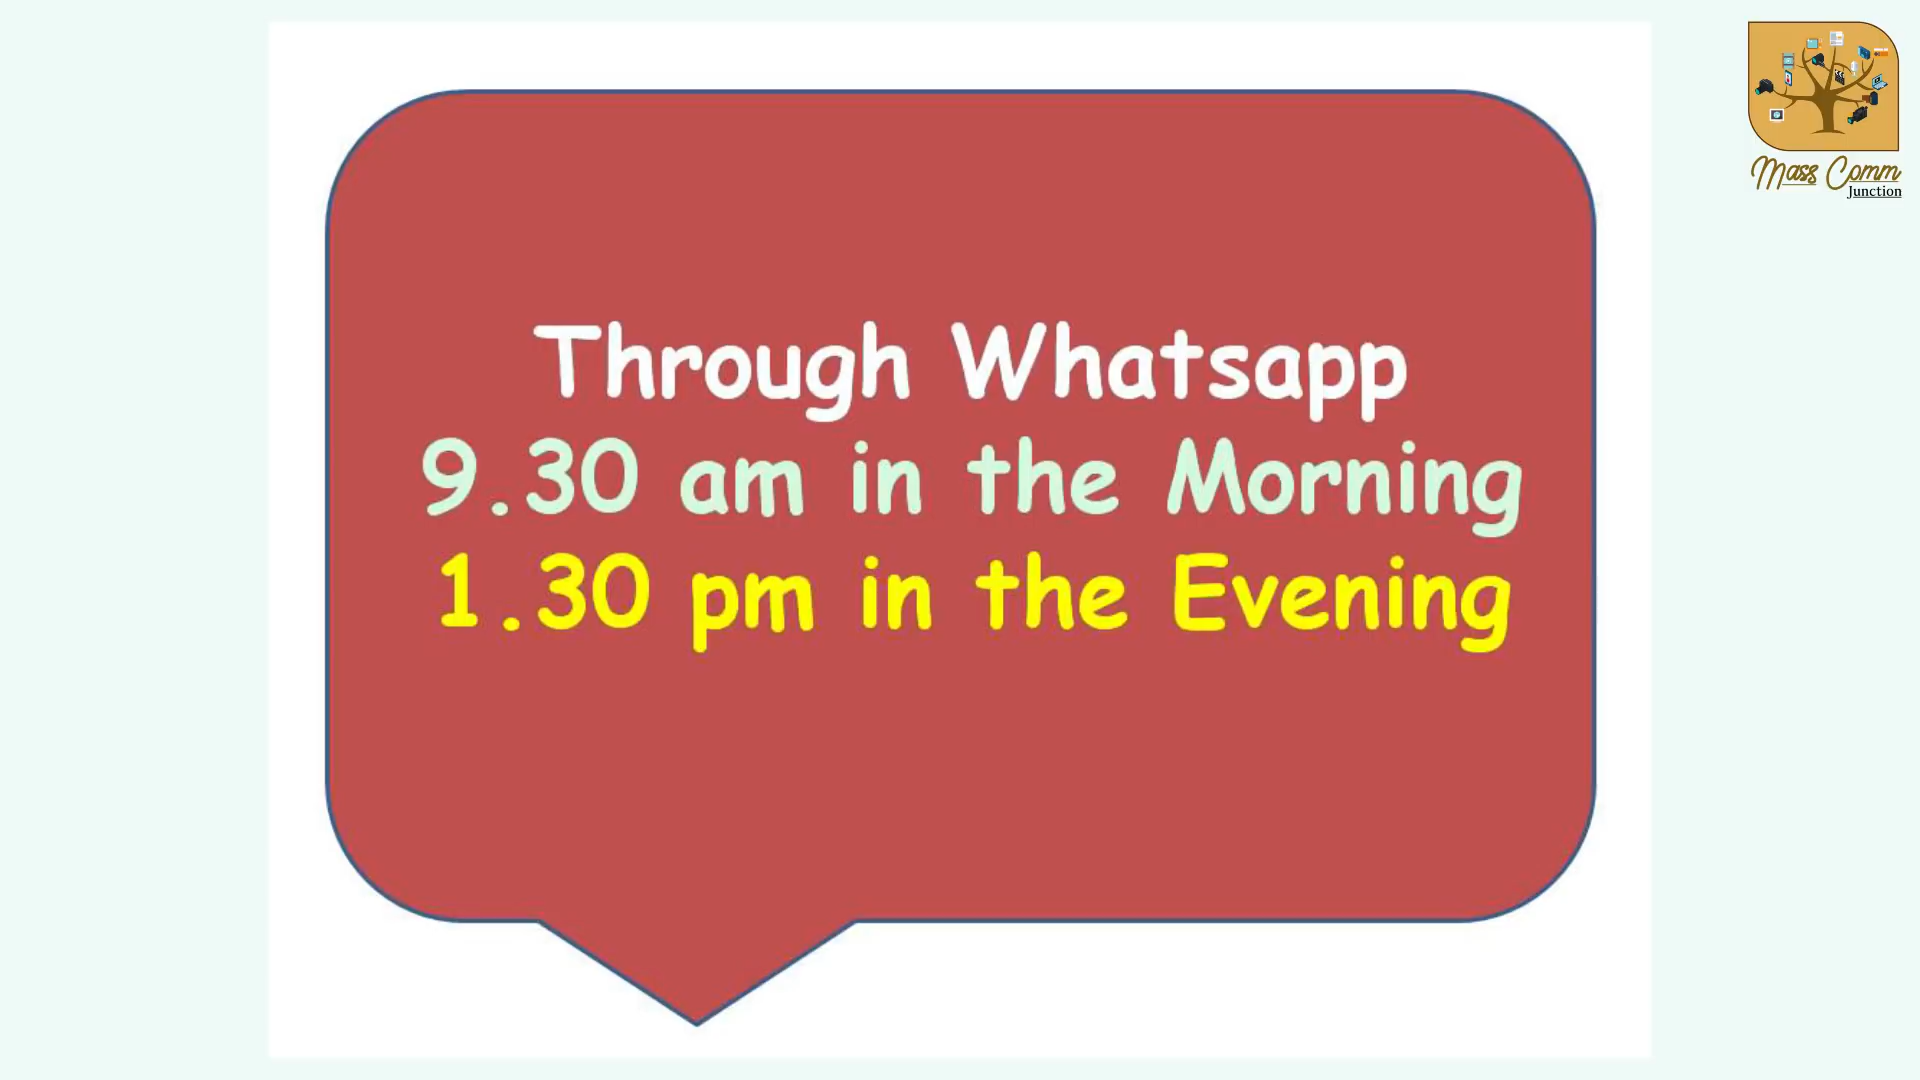 Through Whatsapp
9.30 am in the Morning
1.30 pm in the Evening
Mass Comm
Junction